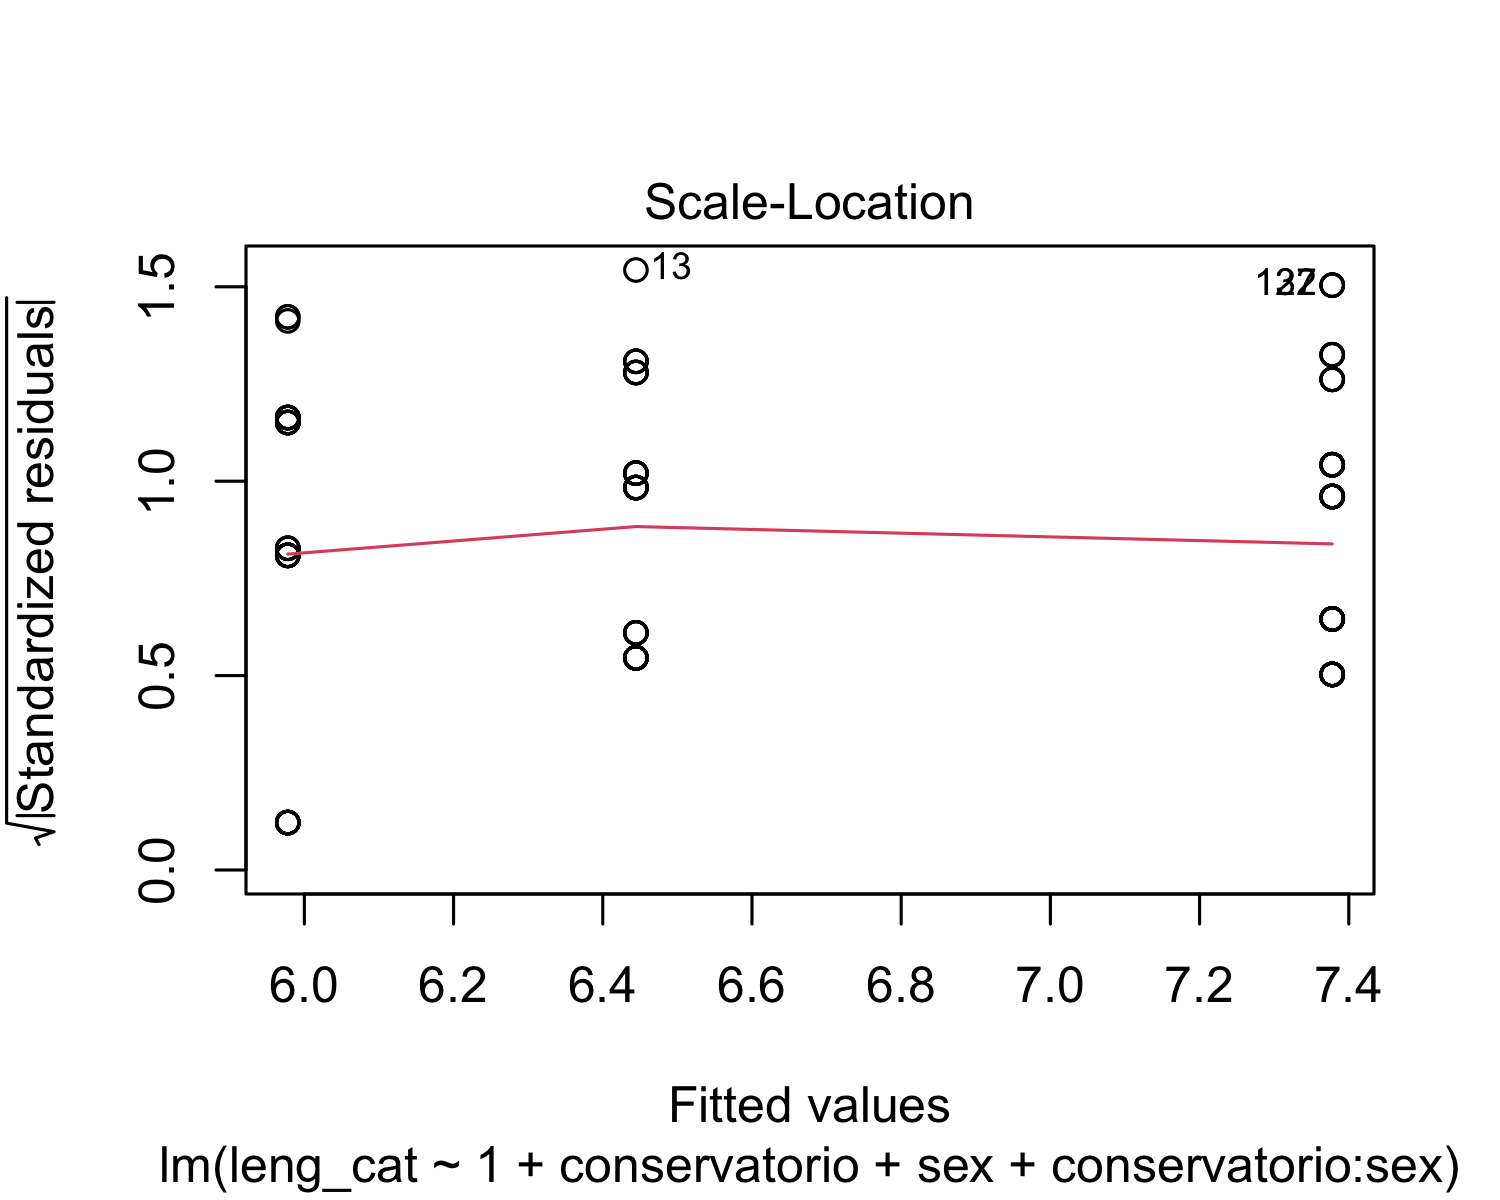 Scale-Location
√|Standardized residuals|
1.5
1.0
0.5
0.0
13
6.0 6.2 6.4 6.6 6.8 7.0 7.2 7.4
Fitted values
lm(leng_cat ~ 1 + conservatorio + sex + conservatorio:sex)